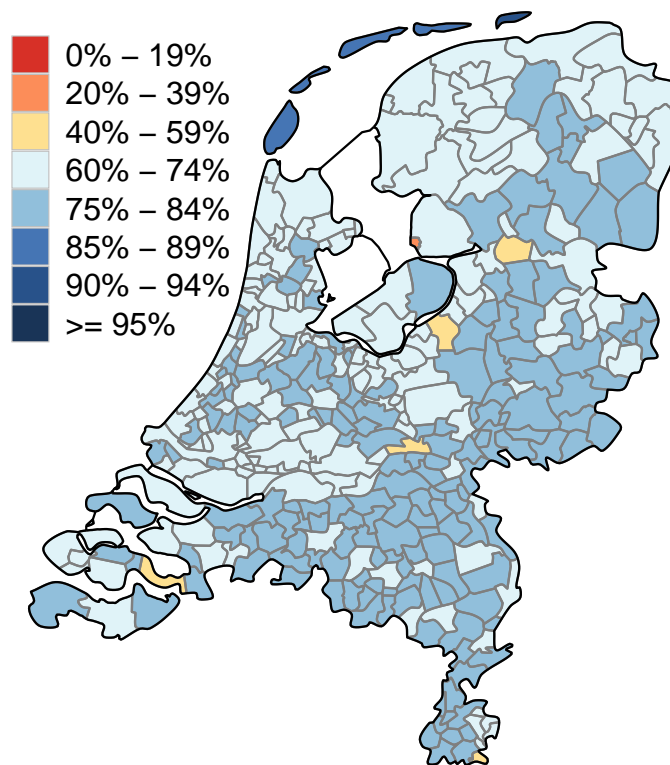 0% – 19%
20% – 39%
40% – 59%
60% – 74%
75% – 84%
85% – 89%
90% – 94%
>= 95%